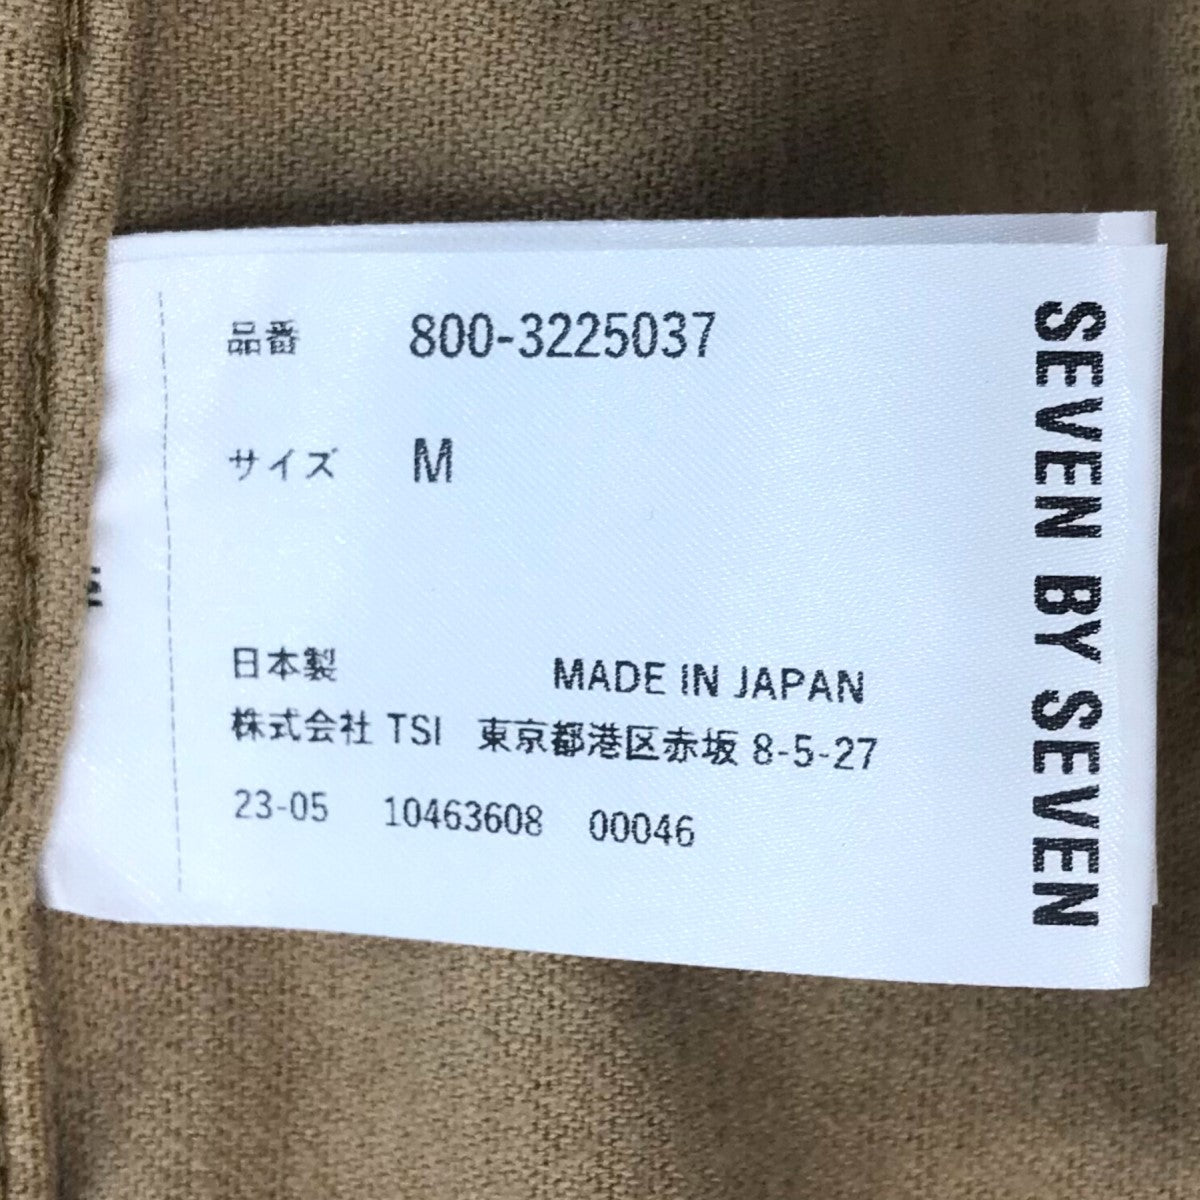 品番 800-3225037
サイズ M
日本製 MADE IN JAPAN
株式会社 TSI 東京都港区赤坂 8-5-27
23-05 10463608 00046
SEVEN BY SEVEN